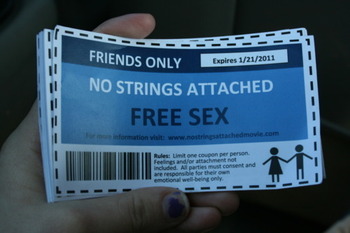 FRIENDS ONLY
Expires 1/21/2011
NO STRINGS ATTACHED
FREE SEX
For more information visit: www.nostringsattachedmovie.com
Rules: Limit one coupon per person.
Feelings and/or attachment not
included. All parties must consent and
are responsible for their own
emotional well-being only.